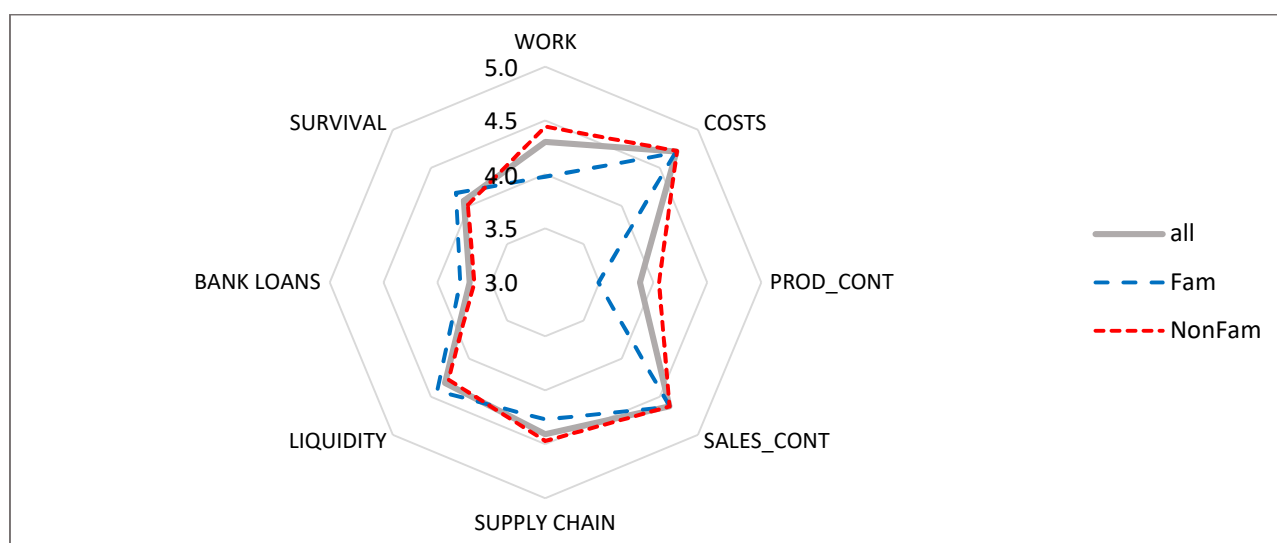 WORK
5.0
4.5
4.0
3.5
3.0
COSTS
PROD_CONT
SALES_CONT
SUPPLY CHAIN
LIQUIDITY
BANK LOANS
SURVIVAL
all
Fam
NonFam